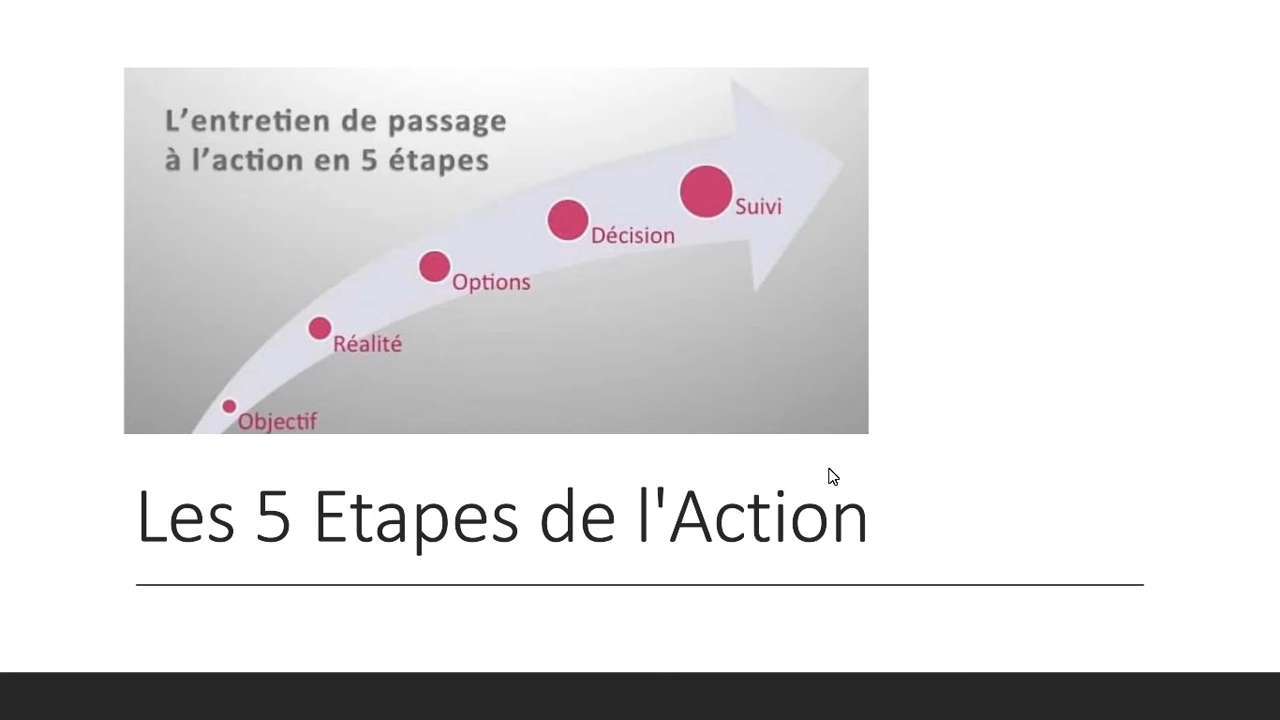 L’entretien de passage
à l’action en 5 étapes
Suivi
Décision
Options
Réalité
Objectif
Les 5 Etapes de l'Action